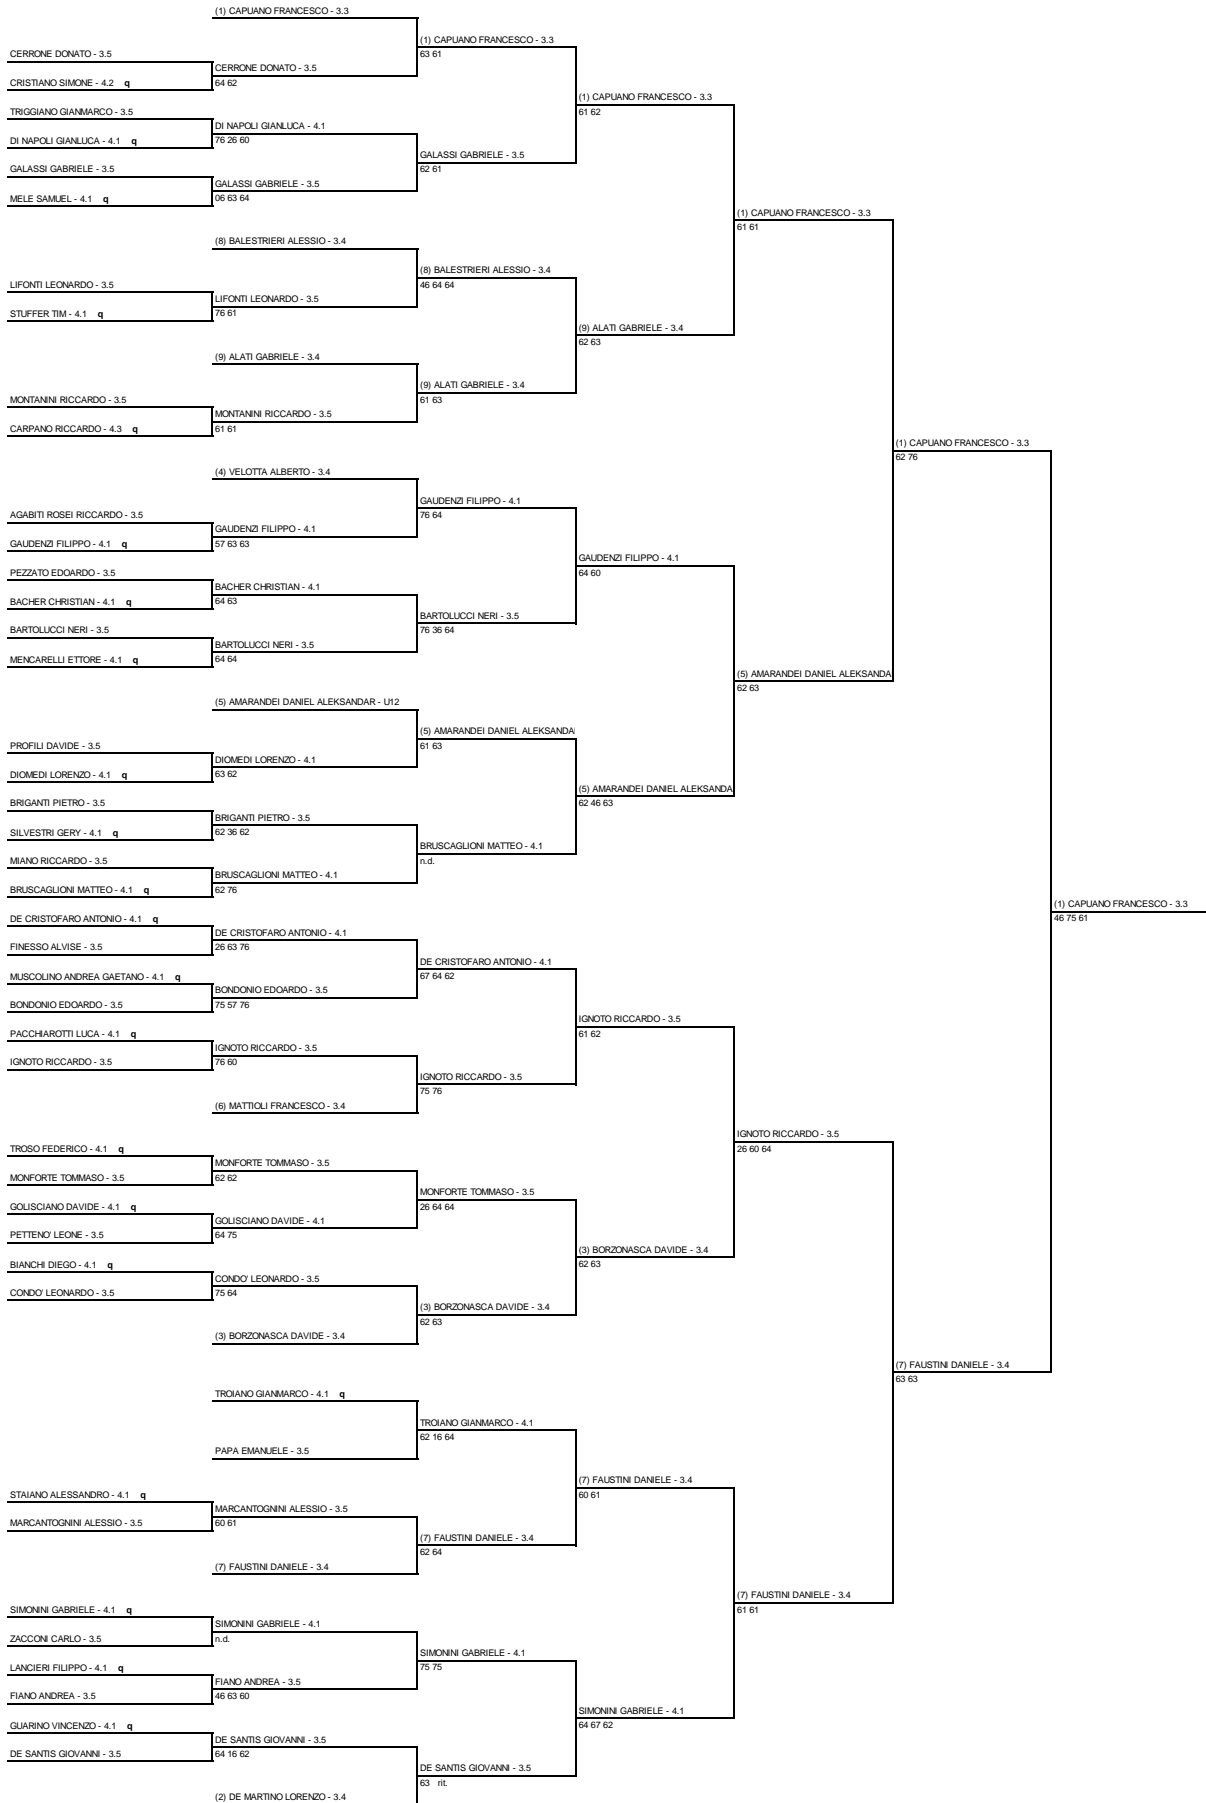 (1) CAPUANO FRANCESCO - 3.3
(1) CAPUANO FRANCESCO - 3.3
63 61
CERRONE DONATO - 3.5
CERRONE DONATO - 3.5
64 62
CRISTIANO SIMONE - 4.2 q
(1) CAPUANO FRANCESCO - 3.3
61 62
TRIGGIANO GIANMARCO - 3.5
DI NAPOLI GIANLUCA - 4.1
76 26 60
DI NAPOLI GIANLUCA - 4.1 q
GALASSI GABRIELE - 3.5
62 61
GALASSI GABRIELE - 3.5
GALASSI GABRIELE - 3.5
06 63 64
MELE SAMUEL - 4.1 q
(1) CAPUANO FRANCESCO - 3.3
61 61
(8) BALESTRIERI ALESSIO - 3.4
(8) BALESTRIERI ALESSIO - 3.4
46 64 64
LIFONTI LEONARDO - 3.5
LIFONTI LEONARDO - 3.5
76 61
STUFFER TIM - 4.1 q
(9) ALATI GABRIELE - 3.4
62 63
(9) ALATI GABRIELE - 3.4
(9) ALATI GABRIELE - 3.4
61 63
MONTANINI RICCARDO - 3.5
MONTANINI RICCARDO - 3.5
61 61
CARPANO RICCARDO - 4.3 q
(1) CAPUANO FRANCESCO - 3.3
62 76
(4) VELOTTA ALBERTO - 3.4
GAUDENZI FILIPPO - 4.1
76 64
AGABITI ROSEI RICCARDO - 3.5
GAUDENZI FILIPPO - 4.1
57 63 63
GAUDENZI FILIPPO - 4.1 q
GAUDENZI FILIPPO - 4.1
64 60
PEZZATO EDOARDO - 3.5
BACHER CHRISTIAN - 4.1
64 63
BACHER CHRISTIAN - 4.1 q
BARTOLUCCI NERI - 3.5
76 36 64
BARTOLUCCI NERI - 3.5
BARTOLUCCI NERI - 3.5
64 64
MENCARELLI ETTORE - 4.1 q
(5) AMARANDEI DANIEL ALEKSANDA
62 63
(5) AMARANDEI DANIEL ALEKSANDAR - U12
(5) AMARANDEI DANIEL ALEKSANDA
61 63
PROFILI DAVIDE - 3.5
DIOMEDI LORENZO - 4.1
63 62
DIOMEDI LORENZO - 4.1 q
(5) AMARANDEI DANIEL ALEKSANDA
62 46 63
BRIGANTI PIETRO - 3.5
BRIGANTI PIETRO - 3.5
62 36 62
SILVESTRI GERY - 4.1 q
BRUSCAGLIONI MATTEO - 4.1
n.d.
MIANO RICCARDO - 3.5
BRUSCAGLIONI MATTEO - 4.1
62 76
BRUSCAGLIONI MATTEO - 4.1 q
(1) CAPUANO FRANCESCO - 3.3
46 75 61
DE CRISTOFARO ANTONIO - 4.1 q
DE CRISTOFARO ANTONIO - 4.1
26 63 76
FINESSO ALVISE - 3.5
DE CRISTOFARO ANTONIO - 4.1
67 64 62
MUSCOLINO ANDREA GAETANO - 4.1 q
BONDONIO EDOARDO - 3.5
75 57 76
BONDONIO EDOARDO - 3.5
IGNOTO RICCARDO - 3.5
61 62
PACCHIAROTTI LUCA - 4.1 q
IGNOTO RICCARDO - 3.5
76 60
IGNOTO RICCARDO - 3.5
IGNOTO RICCARDO - 3.5
75 76
(6) MATTIOLI FRANCESCO - 3.4
IGNOTO RICCARDO - 3.5
26 60 64
TROSO FEDERICO - 4.1 q
MONFORTE TOMMASO - 3.5
62 62
MONFORTE TOMMASO - 3.5
MONFORTE TOMMASO - 3.5
26 64 64
GOLISCIANO DAVIDE - 4.1 q
GOLISCIANO DAVIDE - 4.1
64 75
PETTENO' LEONE - 3.5
(3) BORZONASCA DAVIDE - 3.4
62 63
BIANCHI DIEGO - 4.1 q
CONDO' LEONARDO - 3.5
75 64
CONDO' LEONARDO - 3.5
(3) BORZONASCA DAVIDE - 3.4
62 63
(3) BORZONASCA DAVIDE - 3.4
(7) FAUSTINI DANIELE - 3.4
63 63
TROIANO GIANMARCO - 4.1 q
TROIANO GIANMARCO - 4.1
62 16 64
PAPA EMANUELE - 3.5
(7) FAUSTINI DANIELE - 3.4
60 61
STAIANO ALESSANDRO - 4.1 q
MARCANTOGNINI ALESSIO - 3.5
60 61
MARCANTOGNINI ALESSIO - 3.5
(7) FAUSTINI DANIELE - 3.4
62 64
(7) FAUSTINI DANIELE - 3.4
(7) FAUSTINI DANIELE - 3.4
61 61
SIMONINI GABRIELE - 4.1 q
SIMONINI GABRIELE - 4.1
n.d.
ZACCONI CARLO - 3.5
SIMONINI GABRIELE - 4.1
75 75
LANCIERI FILIPPO - 4.1 q
FIANO ANDREA - 3.5
46 63 60
FIANO ANDREA - 3.5
SIMONINI GABRIELE - 4.1
64 67 62
GUARINO VINCENZO - 4.1 q
DE SANTIS GIOVANNI - 3.5
64 16 62
DE SANTIS GIOVANNI - 3.5
DE SANTIS GIOVANNI - 3.5
63 rit.
(2) DE MARTINO LORENZO - 3.4